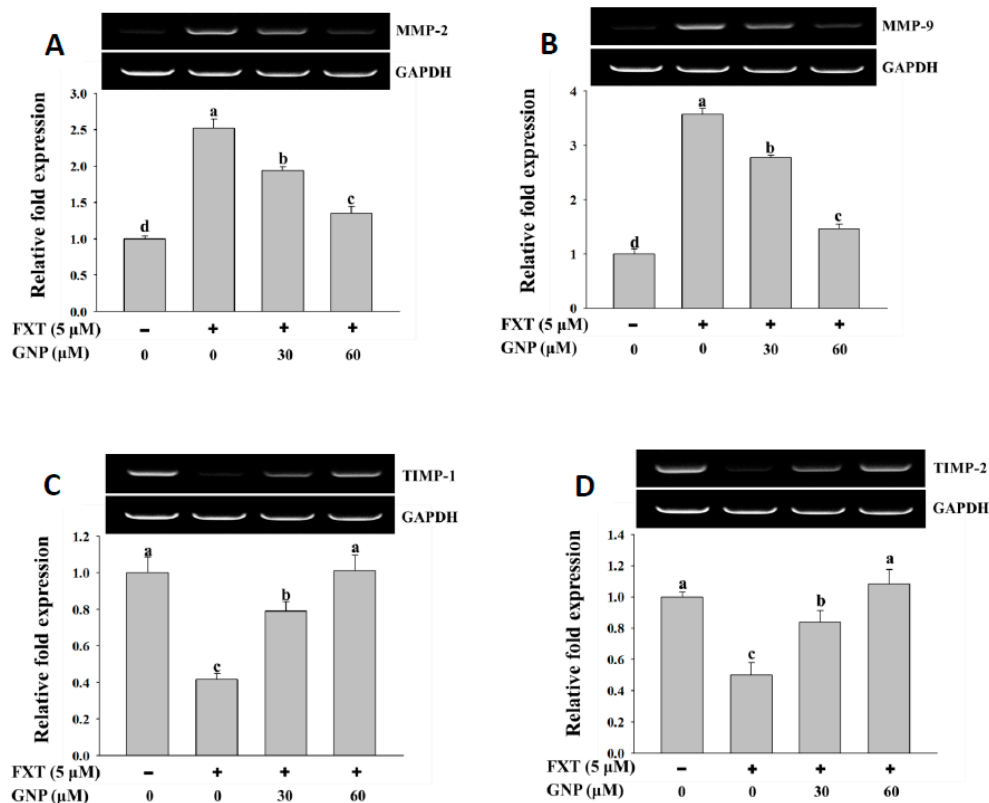 A
MMP-2
GAPDH
Relative fold expression
3.0
2.5
2.0
1.5
1.0
0.5
0.0
d
a
b
c
FXT (5 μM) – + + +
GNP (μM) 0 0 30 60
B
MMP-9
GAPDH
Relative fold expression
4
3
2
1
0
d
a
b
c
FXT (5 μM) – + + +
GNP (μM) 0 0 30 60
C
TIMP-1
GAPDH
Relative fold expression
1.2
1.0
0.8
0.6
0.4
0.2
0.0
a
c
b
a
FXT (5 μM) – + + +
GNP (μM) 0 0 30 60
D
TIMP-2
GAPDH
Relative fold expression
1.4
1.2
1.0
0.8
0.6
0.4
0.2
0.0
a
c
b
a
FXT (5 μM) – + + +
GNP (μM) 0 0 30 60